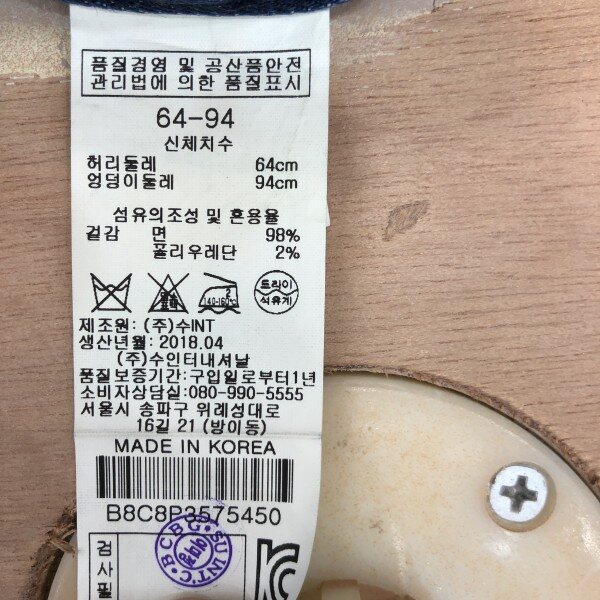 품질경영 및 공산품안전
관리법에 의한 품질표시
64-94
신체치수
허리둘레 64cm
엉덩이둘레 94cm
섬유의조성 및 혼용율
겉감 면 98%
폴리우레단 2%
2
140-160℃
드라이
석유계
제조원: (주)수INT
생산년월: 2018.04
(주)수인터내셔날
품질보증기간:구입일로부터1년
소비자상담실:080-990-5555
서울시 송파구 위례성대로
16길 21 (방이동)
MADE IN KOREA
B8C8P3575450
검
사
필
BCBG SUINT'C